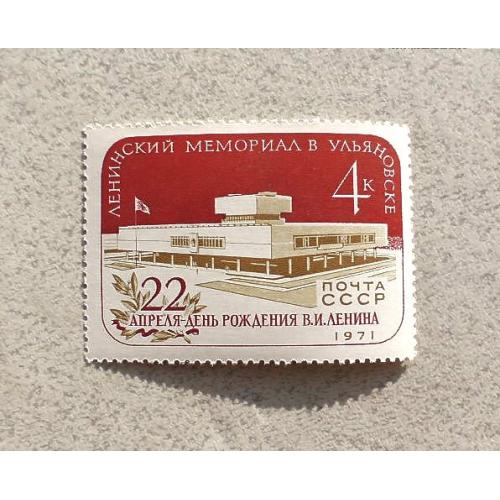 ЛЕНИНСКИЙ МЕМОРИАЛ В УЛЬЯНОВСКЕ
4К
ПОЧТА
СССР
22
АПРЕЛЯ-ДЕНЬ РОЖДЕНИЯ В.И.ЛЕНИНА
1971